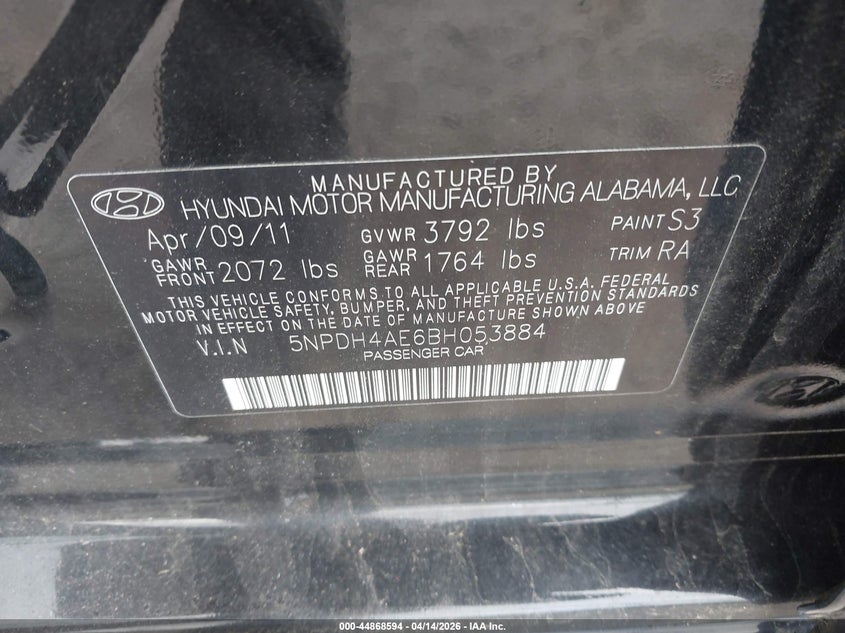 MANUFACTURED BY
HYUNDAI MOTOR MANUFACTURING ALABAMA, LLC
Apr/09/11 GVWR 3792 lbs PAINT S3
GAWR FRONT 2072 lbs GAWR REAR 1764 lbs TRIM RA
THIS VEHICLE CONFORMS TO ALL APPLICABLE U.S.A. FEDERAL
MOTOR VEHICLE SAFETY, BUMPER, AND THEFT PREVENTION STANDARDS
IN EFFECT ON THE DATE OF MANUFACTURE SHOWN ABOVE
V.I.N 5NPDH4AE6BH053884
PASSENGER CAR
000-44868594 - 04/14/2026 - IAA Inc.